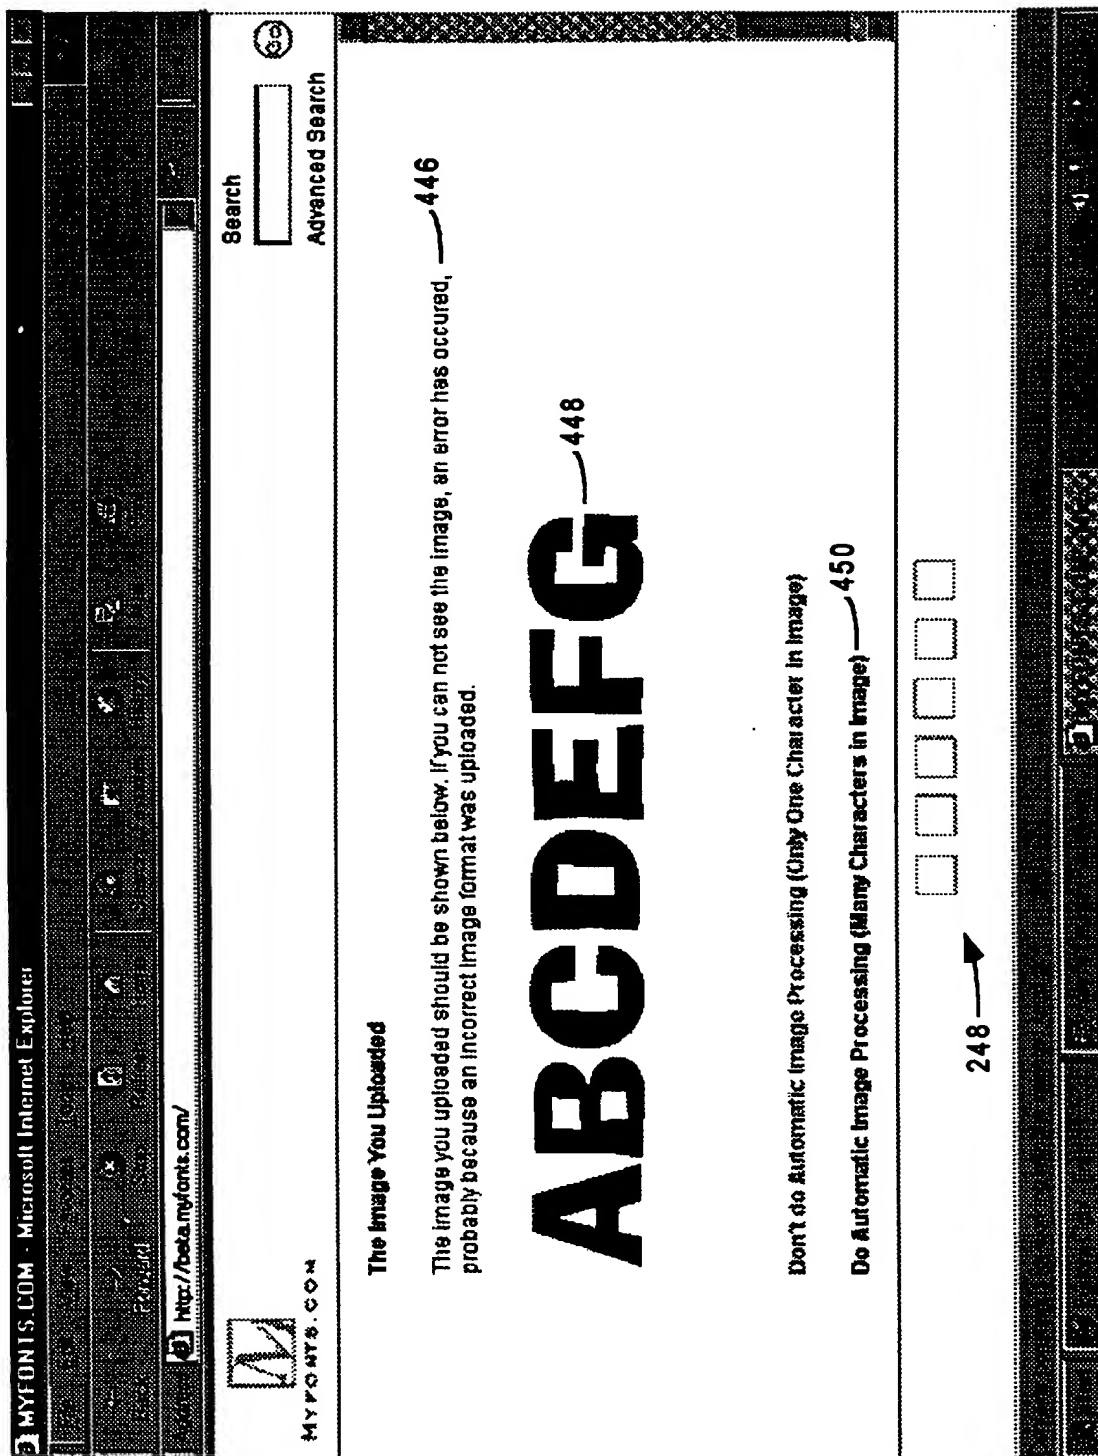 MYFONTS.COM - Microsoft Internet Explorer
http://beta.myfonts.com/
MYFONTS.COM
Search
Go
Advanced Search
The Image You Uploaded
The image you uploaded should be shown below. If you can not see the image, an error has occured, 446
probably because an incorrect image format was uploaded.
ABCDEFG 448
Don't do Automatic Image Processing (Only One Character in Image)
Do Automatic Image Processing (Many Characters in Image) 450
248